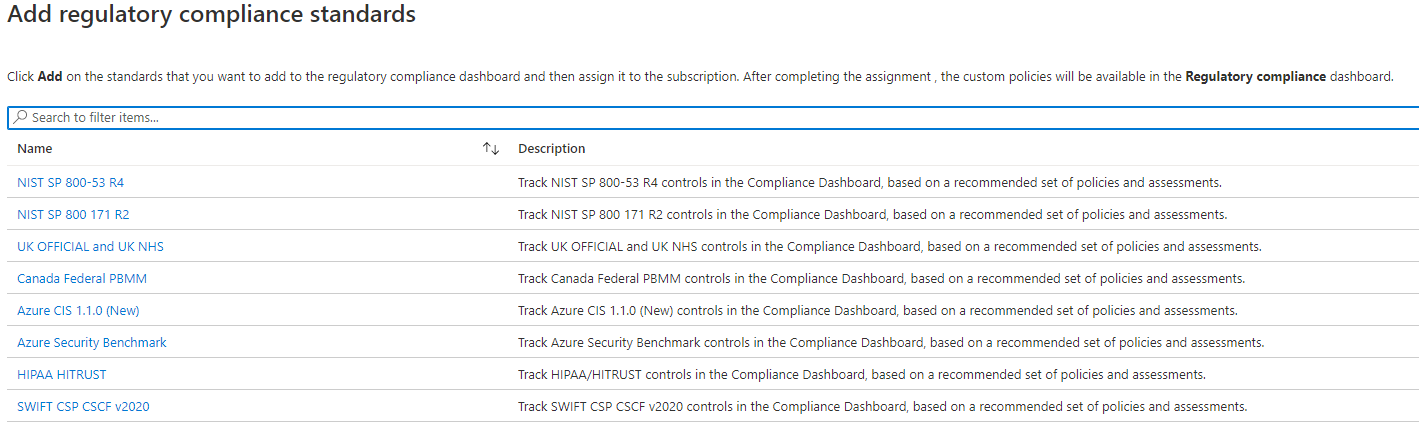 Add regulatory compliance standards
Click Add on the standards that you want to add to the regulatory compliance dashboard and then assign it to the subscription. After completing the assignment , the custom policies will be available in the Regulatory compliance dashboard.
Search to filter items...
Name Description
NIST SP 800-53 R4 Track NIST SP 800-53 R4 controls in the Compliance Dashboard, based on a recommended set of policies and assessments.
NIST SP 800 171 R2 Track NIST SP 800 171 R2 controls in the Compliance Dashboard, based on a recommended set of policies and assessments.
UK OFFICIAL and UK NHS Track UK OFFICIAL and UK NHS controls in the Compliance Dashboard, based on a recommended set of policies and assessments.
Canada Federal PBMM Track Canada Federal PBMM controls in the Compliance Dashboard, based on a recommended set of policies and assessments.
Azure CIS 1.1.0 (New) Track Azure CIS 1.1.0 (New) controls in the Compliance Dashboard, based on a recommended set of policies and assessments.
Azure Security Benchmark Track Azure Security Benchmark controls in the Compliance Dashboard, based on a recommended set of policies and assessments.
HIPAA HITRUST Track HIPAA/HITRUST controls in the Compliance Dashboard, based on a recommended set of policies and assessments.
SWIFT CSP CSCF v2020 Track SWIFT CSP CSCF v2020 controls in the Compliance Dashboard, based on a recommended set of policies and assessments.